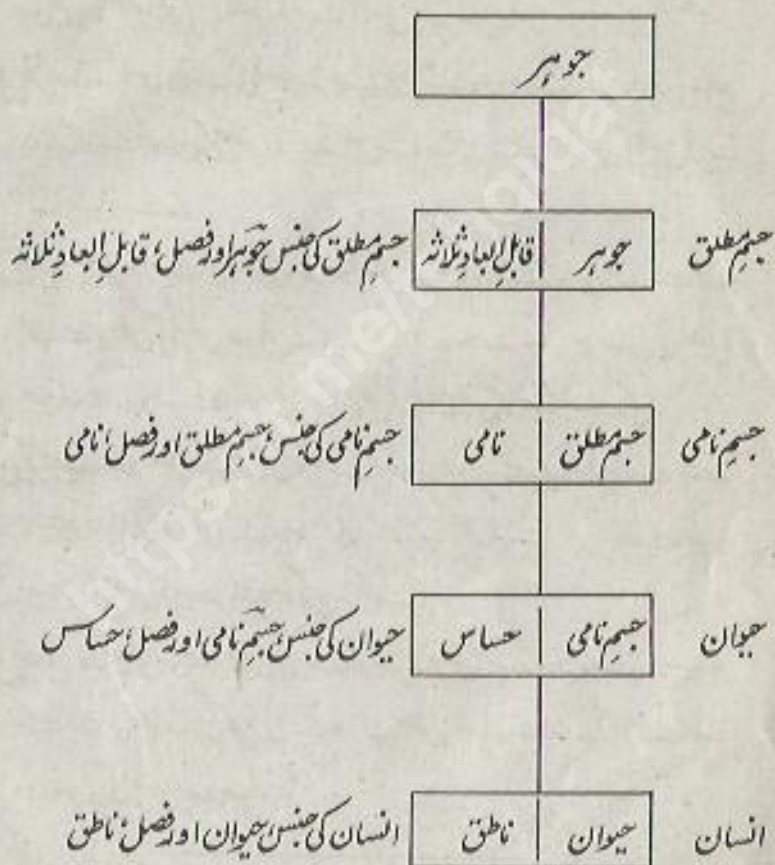 جوہر
جسمِ مطلق جوہر قابلِ ابعادِ ثلاثہ جسمِ مطلق کی جنس، جوہر اور فصل، قابلِ ابعادِ ثلاثہ
جسمِ نامی جسمِ مطلق نامی جسمِ نامی کی جنس، جسمِ مطلق اور فصل، نامی
حیوان جسمِ نامی حساس حیوان کی جنس، جسمِ نامی اور فصل، حساس
انسان حیوان ناطق انسان کی جنس، حیوان اور فصل، ناطق